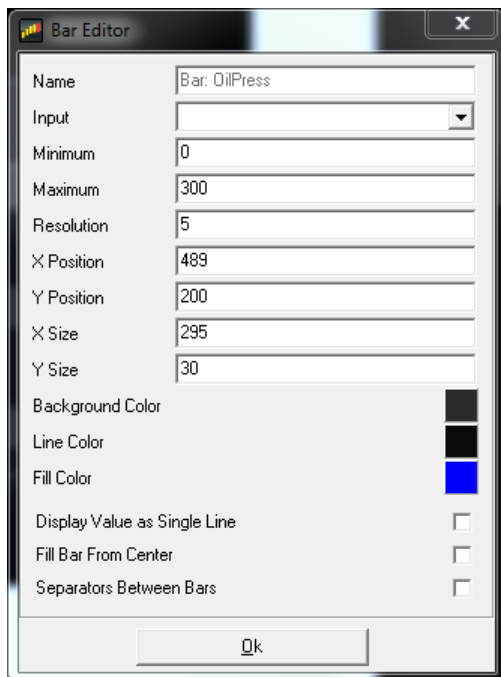 Bar Editor
Name Bar: OilPress
Input
Minimum 0
Maximum 300
Resolution 5
X Position 489
Y Position 200
X Size 295
Y Size 30
Background Color
Line Color
Fill Color
Display Value as Single Line
Fill Bar From Center
Separators Between Bars
Ok